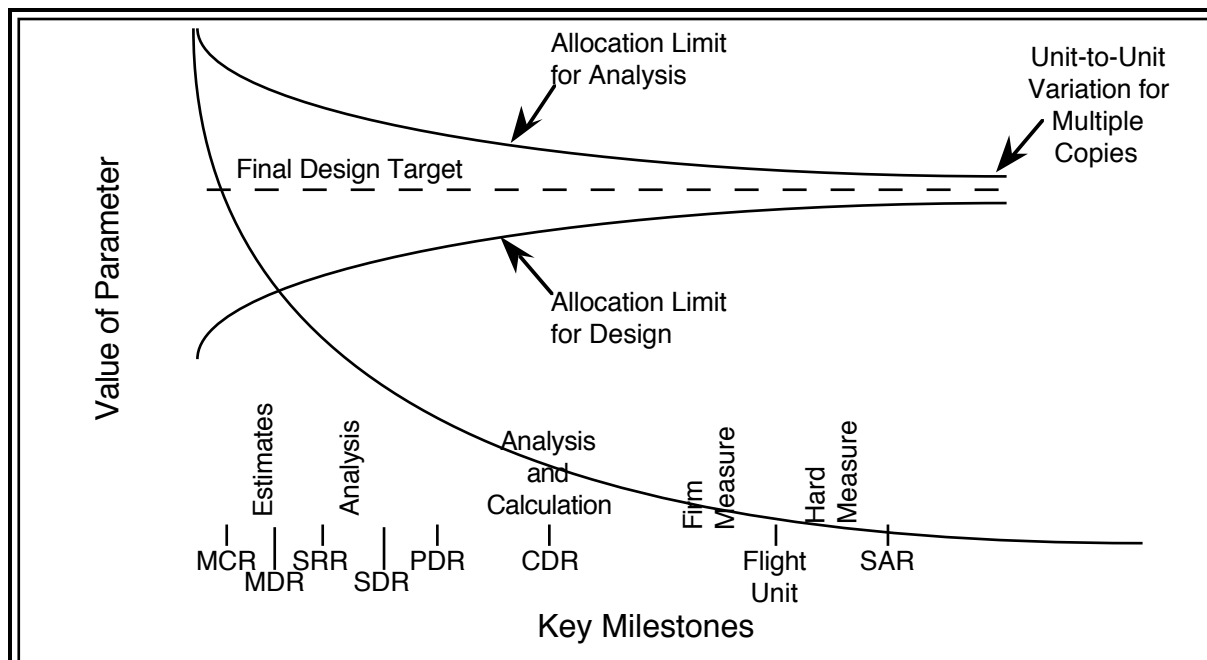 Allocation Limit
for Analysis
Unit-to-Unit
Variation for
Multiple
Copies
Final Design Target
Value of Parameter
Allocation Limit
for Design
Estimates
Analysis
Analysis
and
Calculation
Firm
Measure
Hard
Measure
MCR
MDR
SRR
SDR
PDR
CDR
Flight
Unit
SAR
Key Milestones